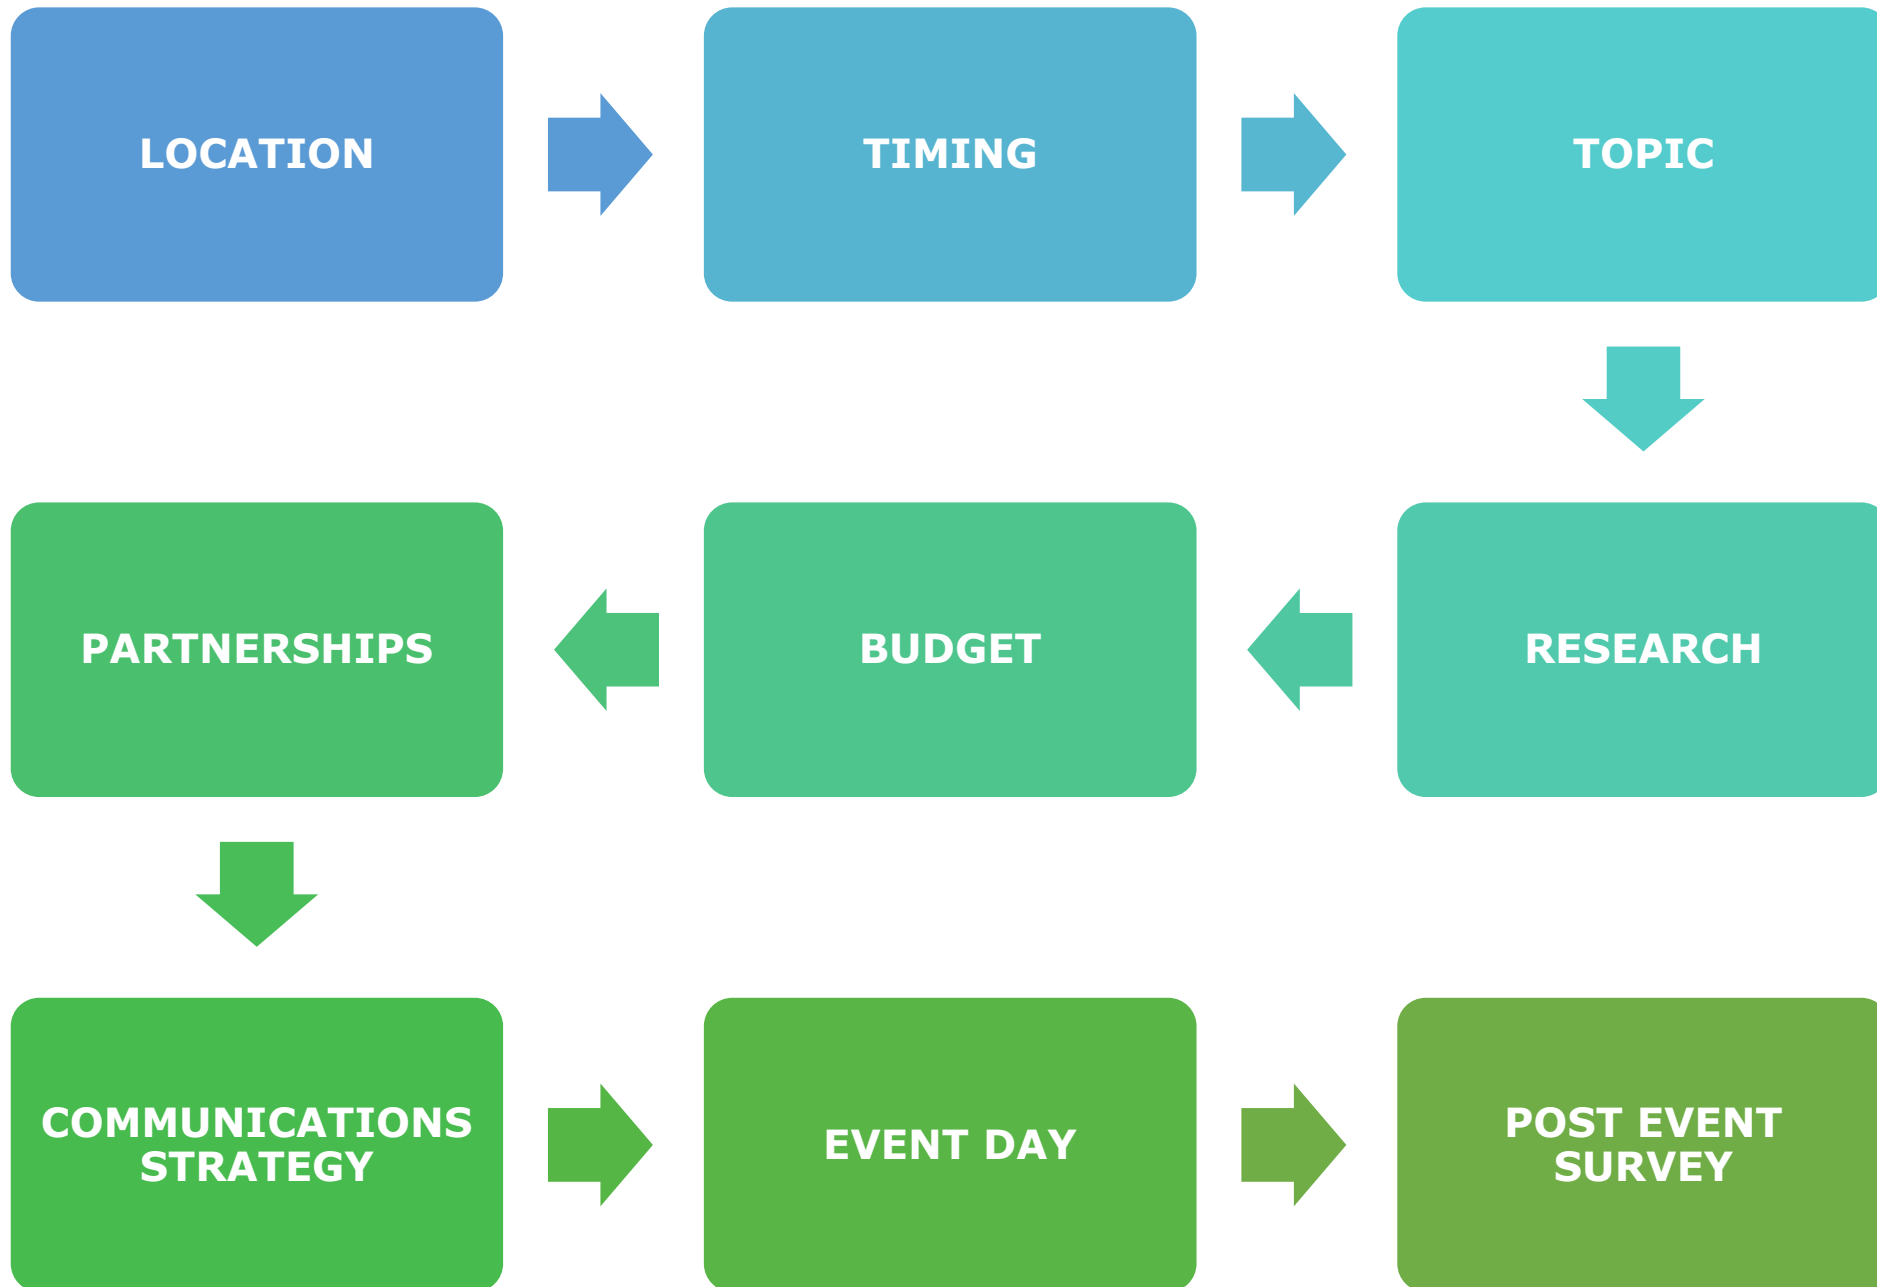 LOCATION
TIMING
TOPIC
RESEARCH
BUDGET
PARTNERSHIPS
COMMUNICATIONS
STRATEGY
EVENT DAY
POST EVENT
SURVEY